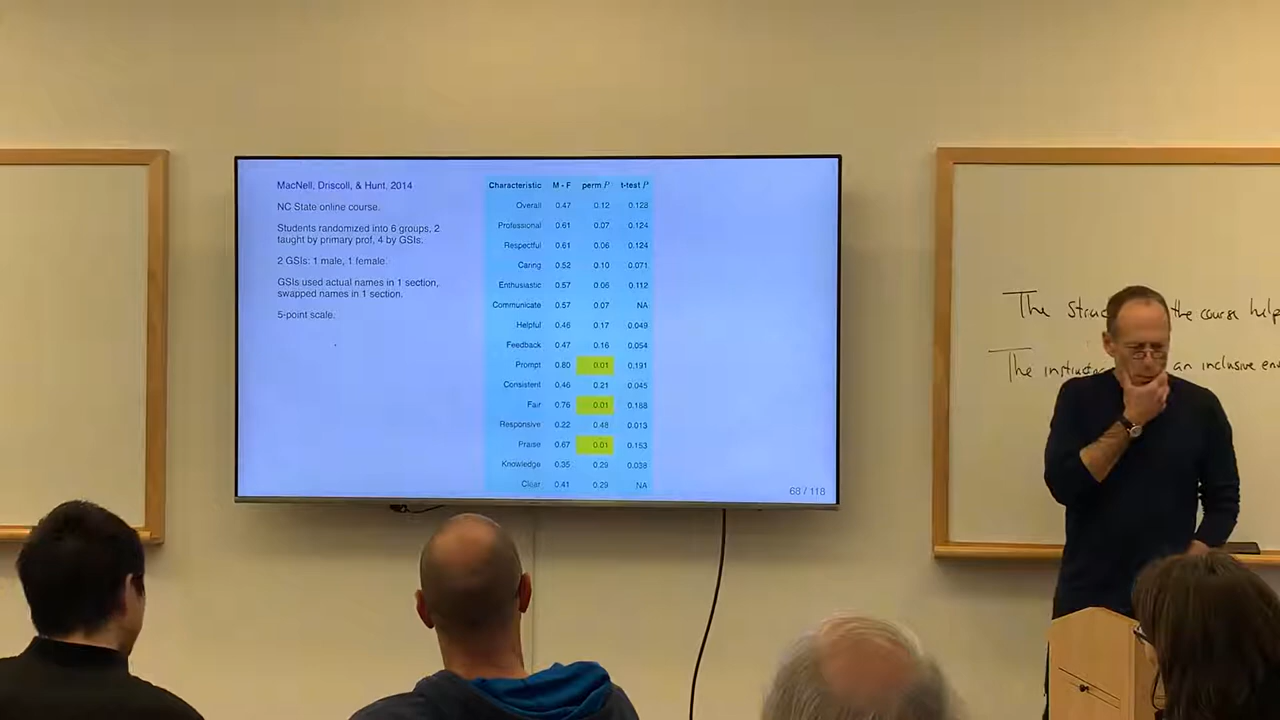 MacNell, Driscoll, & Hunt, 2014
NC State online course.
Students randomized into 6 groups, 2
taught by primary prof, 4 by GSIs.
2 GSIs: 1 male, 1 female.
GSIs used actual names in 1 section,
swapped names in 1 section.
5-point scale.
Characteristic M - F perm P t-test P
Overall 0.47 0.12 0.128
Professional 0.61 0.07 0.124
Respectful 0.61 0.06 0.124
Caring 0.52 0.10 0.071
Enthusiastic 0.57 0.06 0.112
Communicate 0.57 0.07 NA
Helpful 0.46 0.17 0.049
Feedback 0.47 0.16 0.054
Prompt 0.80 0.01 0.191
Consistent 0.46 0.21 0.045
Fair 0.76 0.01 0.188
Responsive 0.22 0.48 0.013
Praise 0.67 0.01 0.153
Knowledge 0.35 0.29 0.038
Clear 0.41 0.29 NA
68 / 118
The the course help
The an inclusive